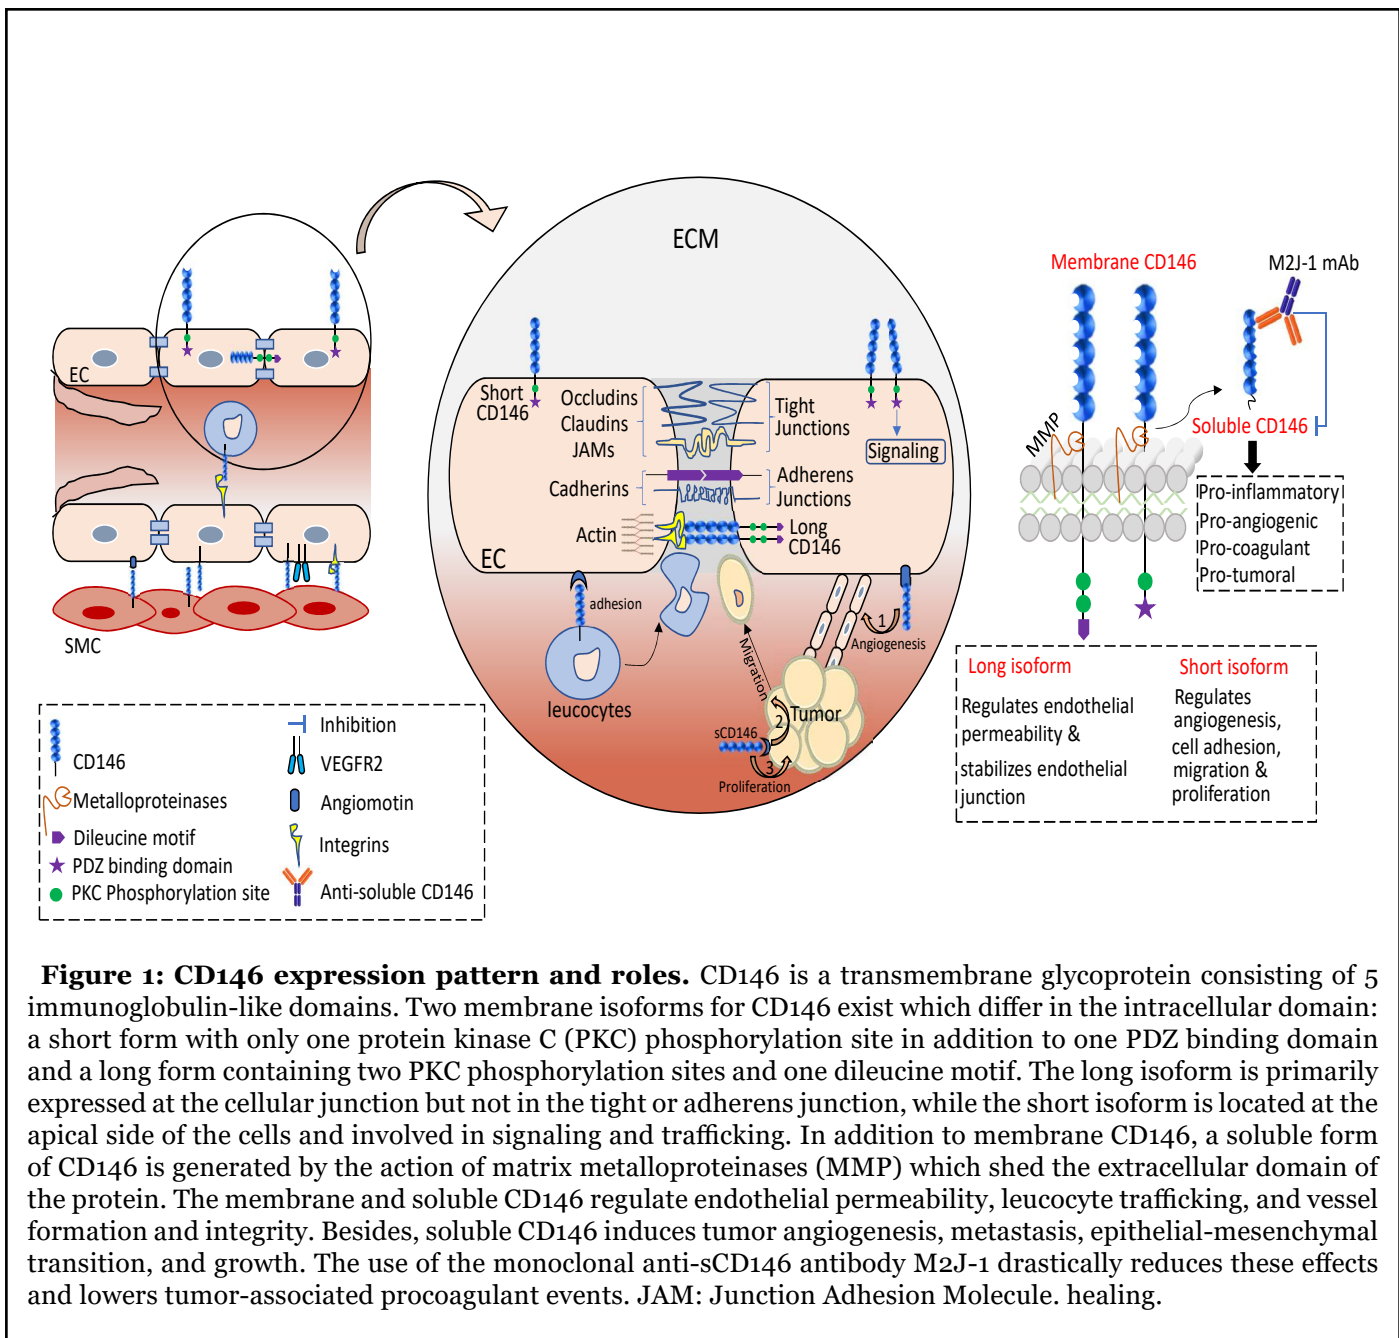 ECM
EC
SMC
Short
CD146
Occludins
Claudins
JAMs
Tight
Junctions
Signaling
Cadherins
Adherens
Junctions
Actin
Long
CD146
EC
adhesion
leucocytes
Migration
1
Angiogenesis
Tumor
2
sCD146
3
Proliferation
Membrane CD146
M2J-1 mAb
MMP
Soluble CD146
Pro-inflammatory
Pro-angiogenic
Pro-coagulant
Pro-tumoral
Long isoform
Regulates endothelial
permeability &
stabilizes endothelial
junction
Short isoform
Regulates
angiogenesis,
cell adhesion,
migration &
proliferation
CD146
Metalloproteinases
Dileucine motif
PDZ binding domain
PKC Phosphorylation site
Inhibition
VEGFR2
Angiomotin
Integrins
Anti-soluble CD146
Figure 1: CD146 expression pattern and roles. CD146 is a transmembrane glycoprotein consisting of 5
immunoglobulin-like domains. Two membrane isoforms for CD146 exist which differ in the intracellular domain:
a short form with only one protein kinase C (PKC) phosphorylation site in addition to one PDZ binding domain
and a long form containing two PKC phosphorylation sites and one dileucine motif. The long isoform is primarily
expressed at the cellular junction but not in the tight or adherens junction, while the short isoform is located at the
apical side of the cells and involved in signaling and trafficking. In addition to membrane CD146, a soluble form
of CD146 is generated by the action of matrix metalloproteinases (MMP) which shed the extracellular domain of
the protein. The membrane and soluble CD146 regulate endothelial permeability, leucocyte trafficking, and vessel
formation and integrity. Besides, soluble CD146 induces tumor angiogenesis, metastasis, epithelial-mesenchymal
transition, and growth. The use of the monoclonal anti-sCD146 antibody M2J-1 drastically reduces these effects
and lowers tumor-associated procoagulant events. JAM: Junction Adhesion Molecule. healing.